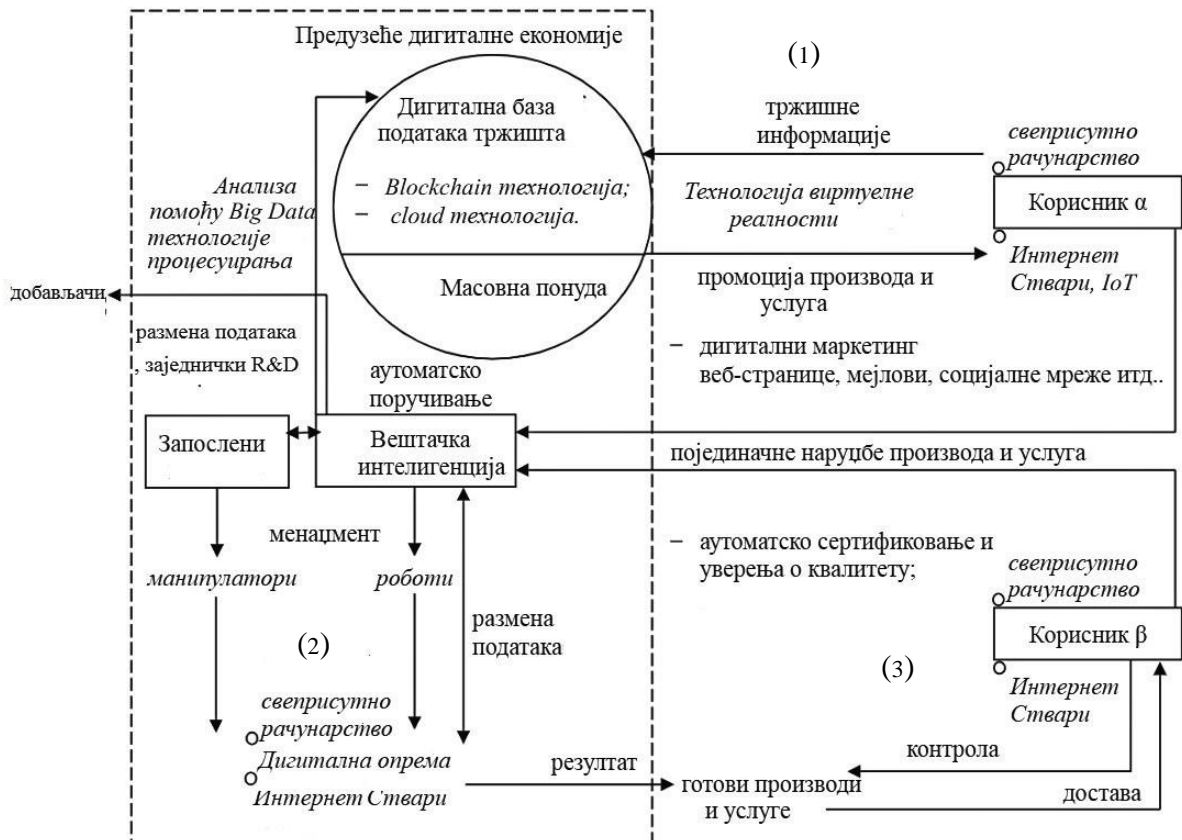 Предузеће дигиталне економије
(1)
Дигитална база
података тржишта
– Blockchain технологија;
– cloud технологија.
Масовна понуда
тржишне
информације
Технологија виртуелне
реалности
промоција производа и
услуга
– дигитални маркетинг
веб-странице, мејлови, социјалне мреже итд..
свеприсутно
рачунарство
Корисник α
Интернет
Ствари, IoT
Анализа
помоћу Big Data
технологије
процесуирања
добављачи
размена података
, заједнички R&D
аутоматско
поручивање
Запослени
Вештачка
интелигенција
појединачне наруџбе производа и услуга
менаџмент
манипулатори
роботи
размена
података
– аутоматско сертификовање и
уверења о квалитету;
(2)
(3)
свеприсутно
рачунарство
Корисник β
Интернет
Ствари
свеприсутно
рачунарство
Дигитална опрема
Интернет Ствари
резултат
готови производи
и услуге
контрола
достава